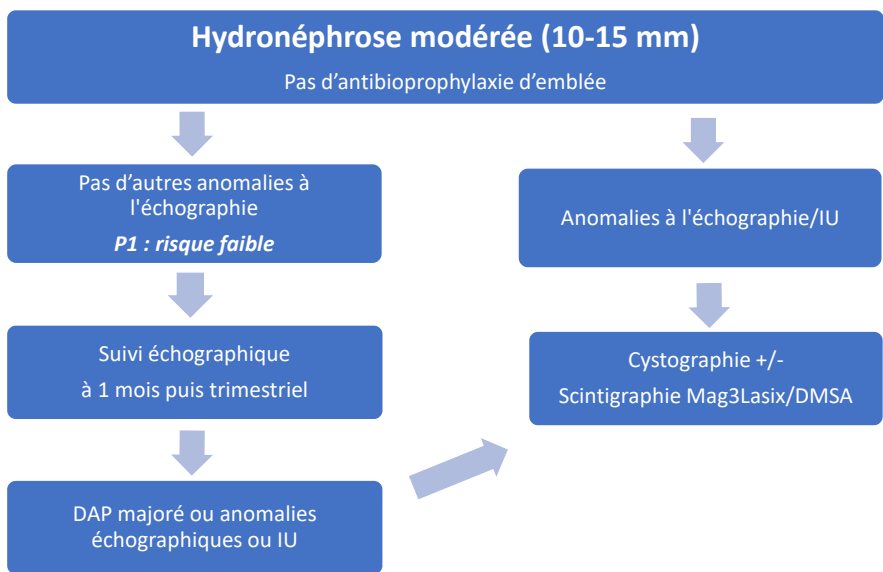 Hydronéphrose modérée (10-15 mm)
Pas d’antibioprophylaxie d’emblée
Pas d’autres anomalies à
l'échographie
P1 : risque faible
Suivi échographique
à 1 mois puis trimestriel
DAP majoré ou anomalies
échographiques ou IU
Anomalies à l'échographie/IU
Cystographie +/-
Scintigraphie Mag3Lasix/DMSA